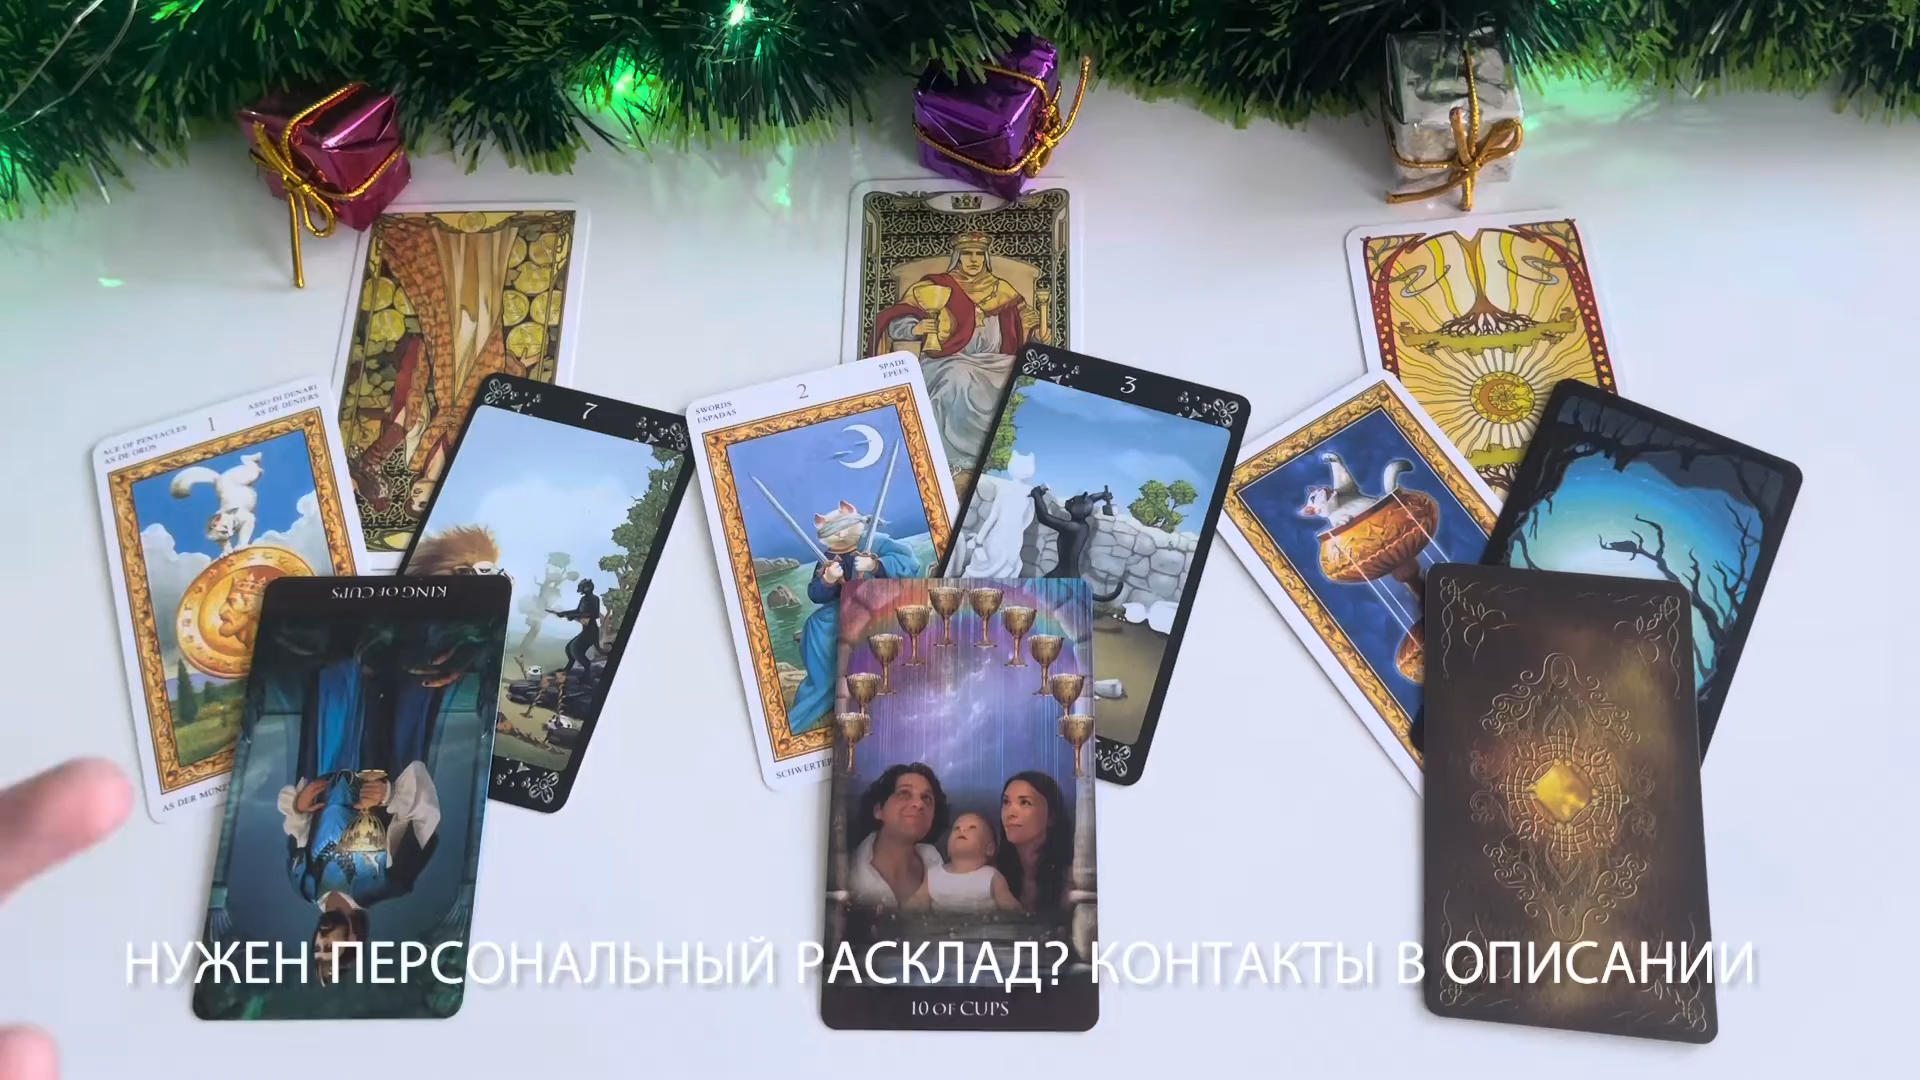 ACE OF PENTACLES
AS DE OROS
1
ASSO DI DENARI
AS DE DENIERS
7
SWORDS
ESPADAS
2
SPADE
EPEES
3
KING OF CUPS
SCHWERTER
AS DER MÜNZ
НУЖЕН ПЕРСОНАЛЬНЫЙ РАСКЛАД? КОНТАКТЫ В ОПИСАНИИ
10 OF CUPS